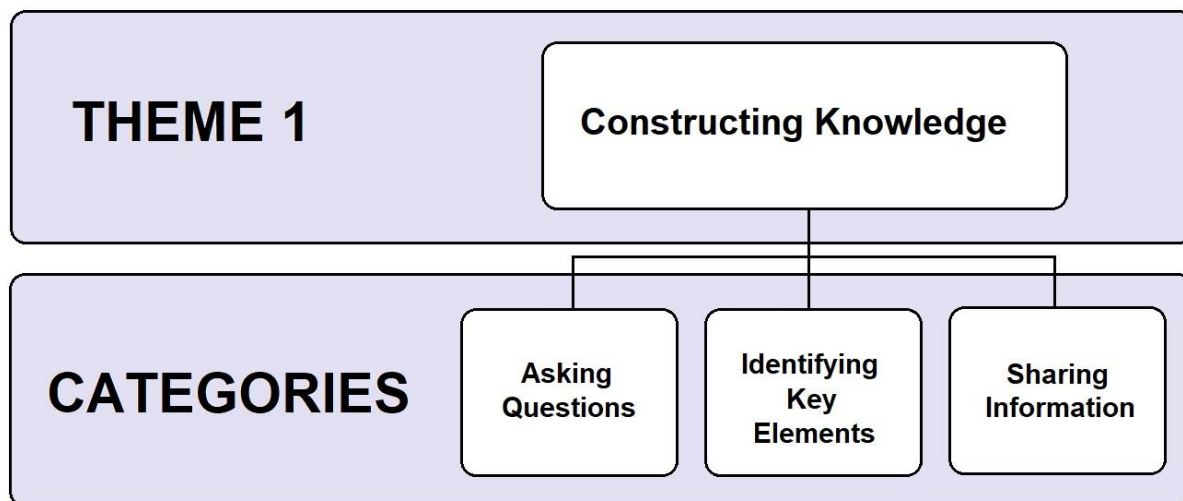 THEME 1
Constructing Knowledge
CATEGORIES
Asking
Questions
Identifying
Key
Elements
Sharing
Information